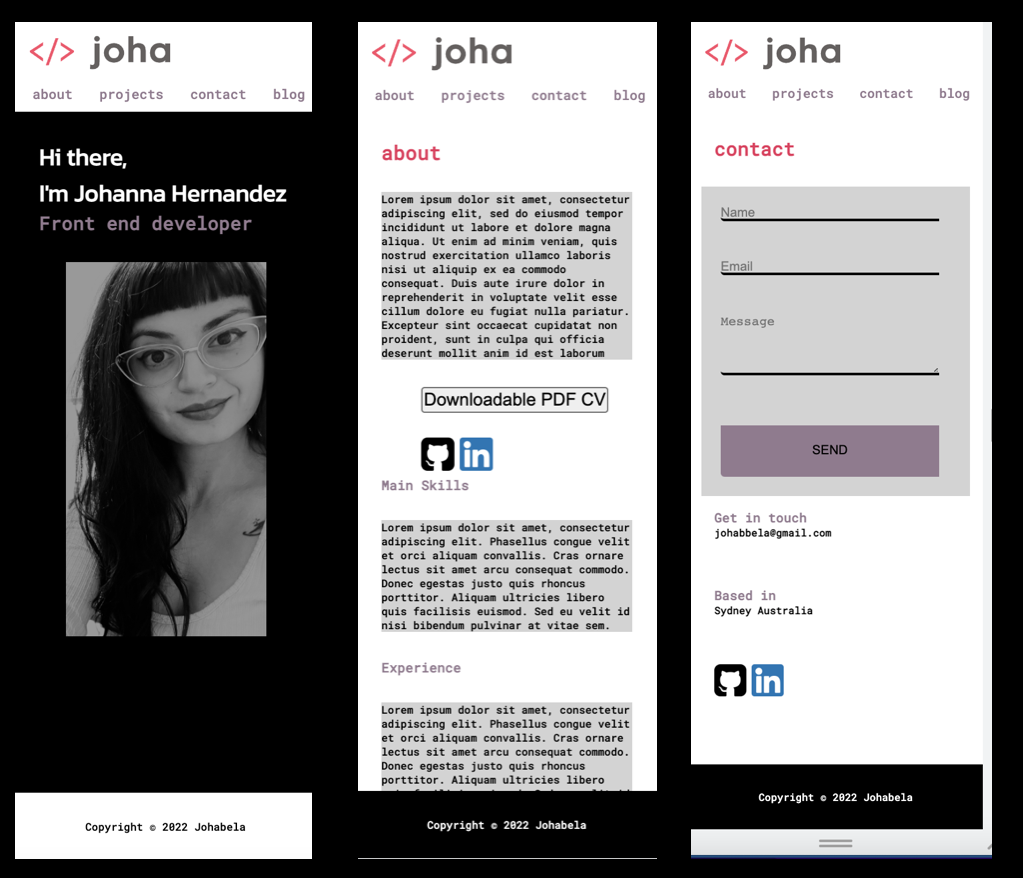 </> joha
about projects contact blog
Hi there,
I'm Johanna Hernandez
Front end developer
Copyright © 2022 Johabela
</> joha
about projects contact blog
about
Lorem ipsum dolor sit amet, consectetur
adipiscing elit, sed do eiusmod tempor
incididunt ut labore et dolore magna
aliqua. Ut enim ad minim veniam, quis
nostrud exercitation ullamco laboris
nisi ut aliquip ex ea commodo
consequat. Duis aute irure dolor in
reprehenderit in voluptate velit esse
cillum dolore eu fugiat nulla pariatur.
Excepteur sint occaecat cupidatat non
proident, sunt in culpa qui officia
deserunt mollit anim id est laborum
Downloadable PDF CV
in
Main Skills
Lorem ipsum dolor sit amet, consectetur
adipiscing elit. Phasellus congue velit
et orci aliquam convallis. Cras ornare
lectus sit amet arcu consequat commodo.
Donec egestas justo quis rhoncus
porttitor. Aliquam ultricies libero
quis facilisis euismod. Sed eu velit id
nisi bibendum pulvinar at vitae sem.
Experience
Lorem ipsum dolor sit amet, consectetur
adipiscing elit. Phasellus congue velit
et orci aliquam convallis. Cras ornare
lectus sit amet arcu consequat commodo.
Donec egestas justo quis rhoncus
porttitor. Aliquam ultricies libero
Copyright © 2022 Johabela
</> joha
about projects contact blog
contact
Name
Email
Message
SEND
Get in touch
johabbela@gmail.com
Based in
Sydney Australia
in
Copyright © 2022 Johabela